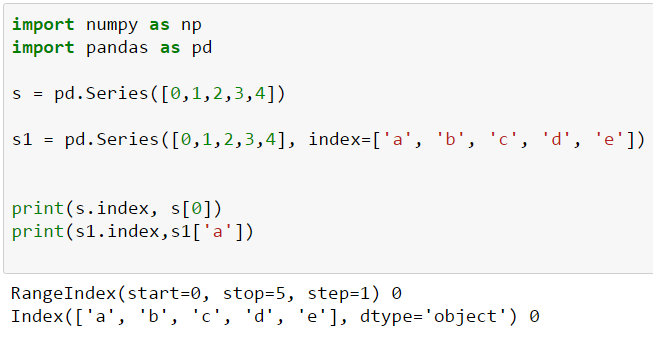 import numpy as np
import pandas as pd
s = pd.Series([0,1,2,3,4])
s1 = pd.Series([0,1,2,3,4], index=['a', 'b', 'c', 'd', 'e'])
print(s.index, s[0])
print(s1.index,s1['a'])
RangeIndex(start=0, stop=5, step=1) 0
Index(['a', 'b', 'c', 'd', 'e'], dtype='object') 0